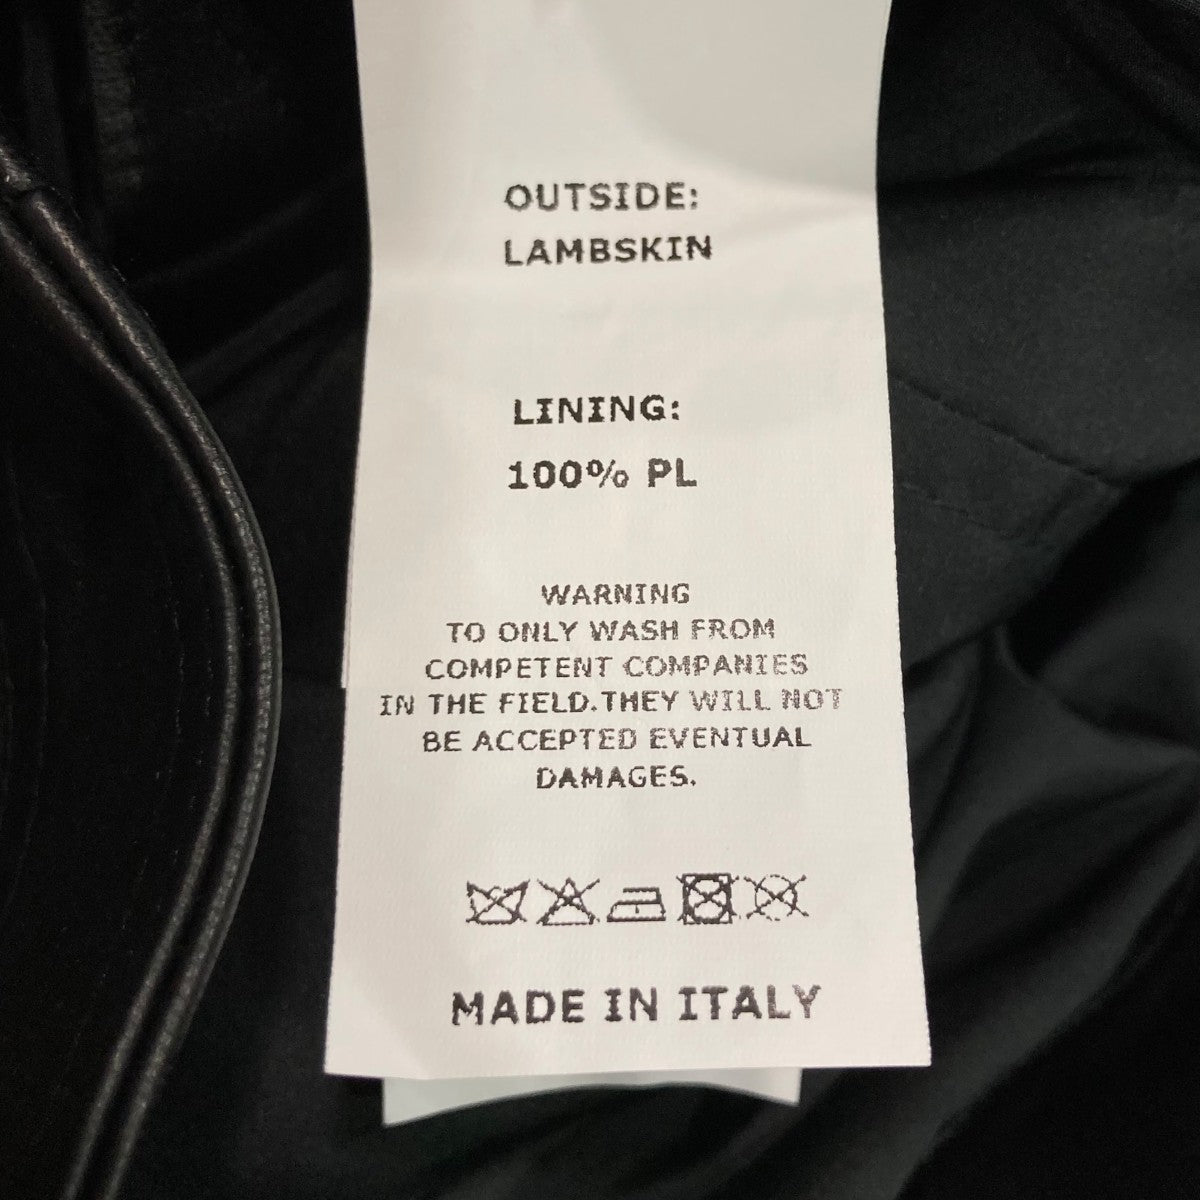 OUTSIDE:
LAMBSKIN
LINING:
100% PL
WARNING
TO ONLY WASH FROM
COMPETENT COMPANIES
IN THE FIELD.THEY WILL NOT
BE ACCEPTED EVENTUAL
DAMAGES.
MADE IN ITALY